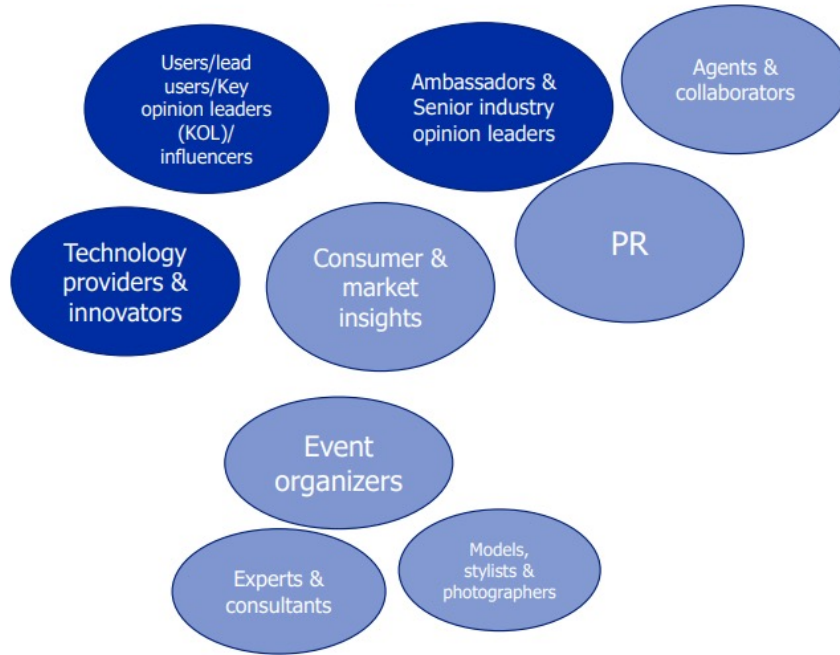 Users/lead
users/Key
opinion leaders
(KOL)/
influencers
Ambassadors &
Senior industry
opinion leaders
Agents &
collaborators
Technology
providers &
innovators
Consumer &
market
insights
PR
Event
organizers
Experts &
consultants
Models,
stylists &
photographers